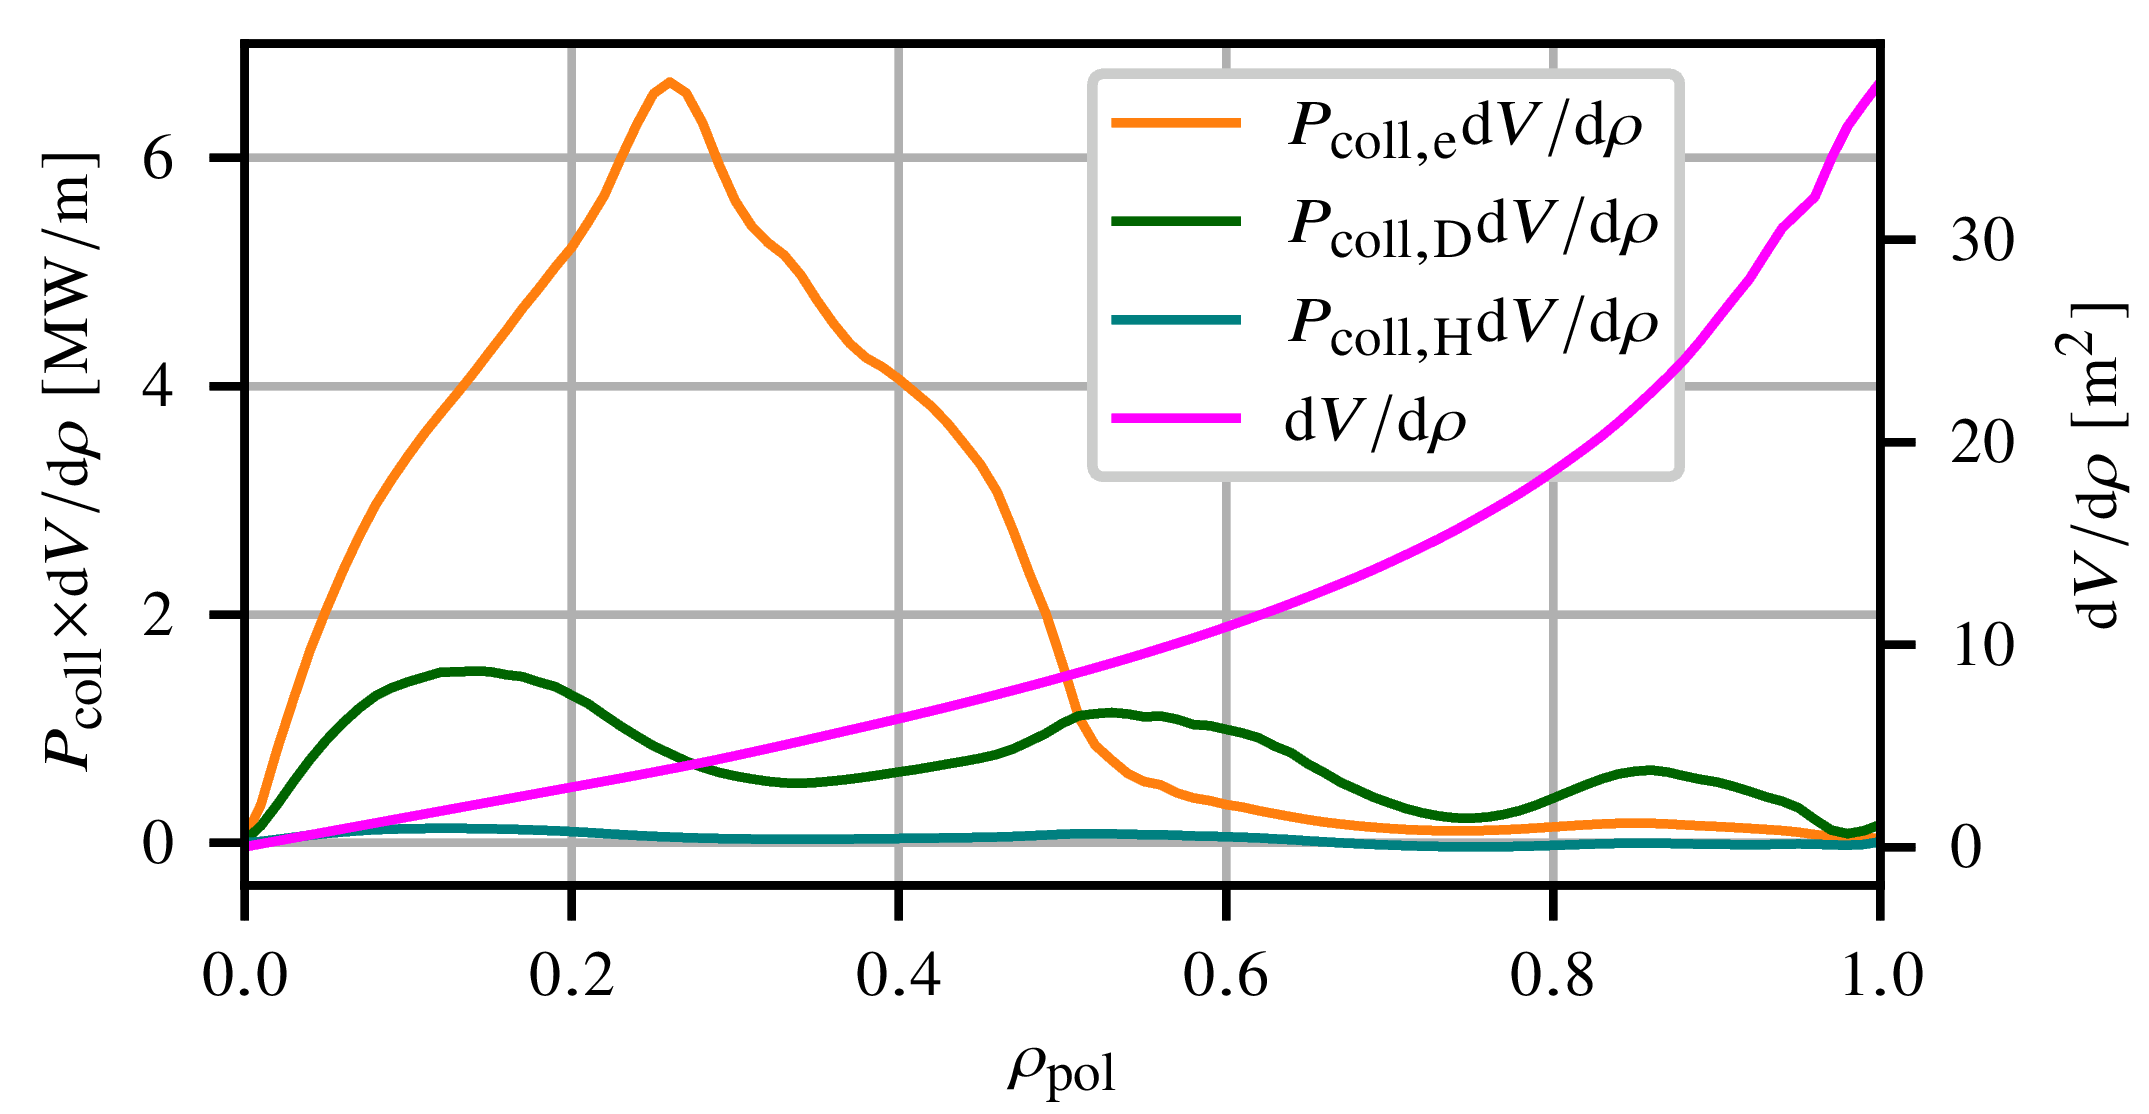 P_coll×dV/dρ [MW/m]
6
4
2
0
P_coll,e dV/dρ
P_coll,D dV/dρ
P_coll,H dV/dρ
dV/dρ
30
20
10
0
dV/dρ [m²]
0.0 0.2 0.4 0.6 0.8 1.0
ρ_pol